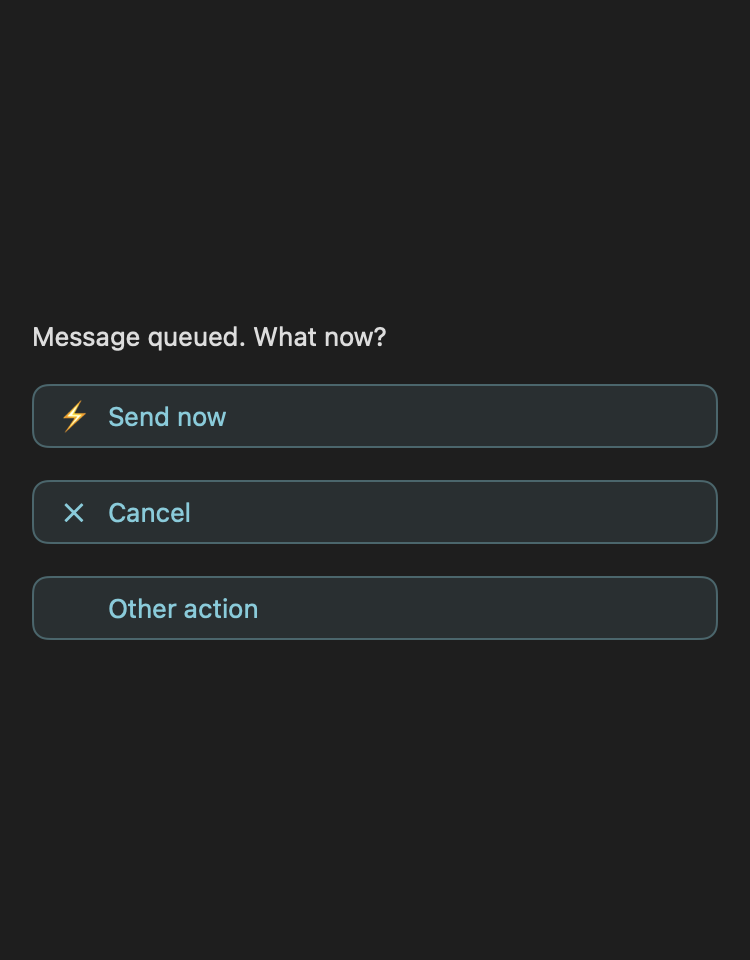 Message queued. What now?
⚡ Send now
✕ Cancel
Other action